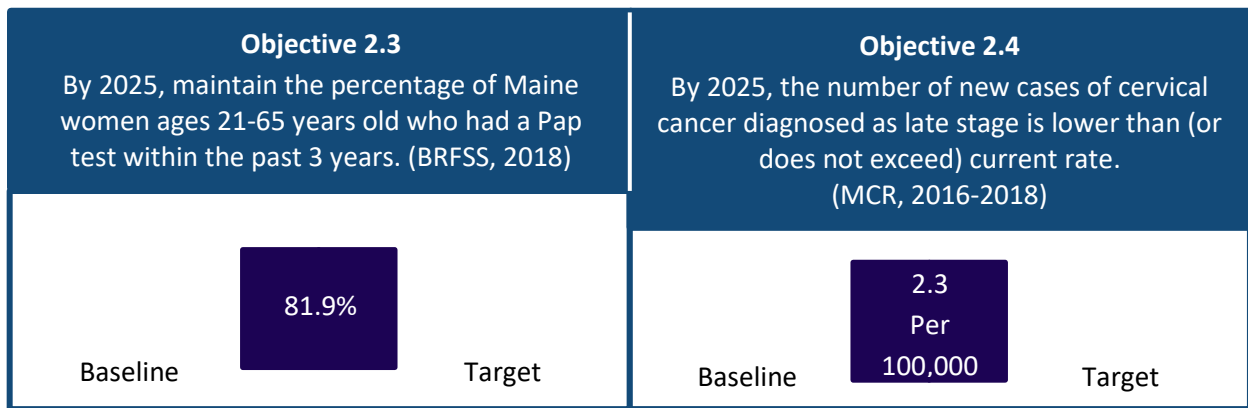 Objective 2.3
By 2025, maintain the percentage of Maine
women ages 21-65 years old who had a Pap
test within the past 3 years. (BRFSS, 2018)
81.9%
Baseline
Target
Objective 2.4
By 2025, the number of new cases of cervical
cancer diagnosed as late stage is lower than (or
does not exceed) current rate.
(MCR, 2016-2018)
2.3
Per
100,000
Baseline
Target